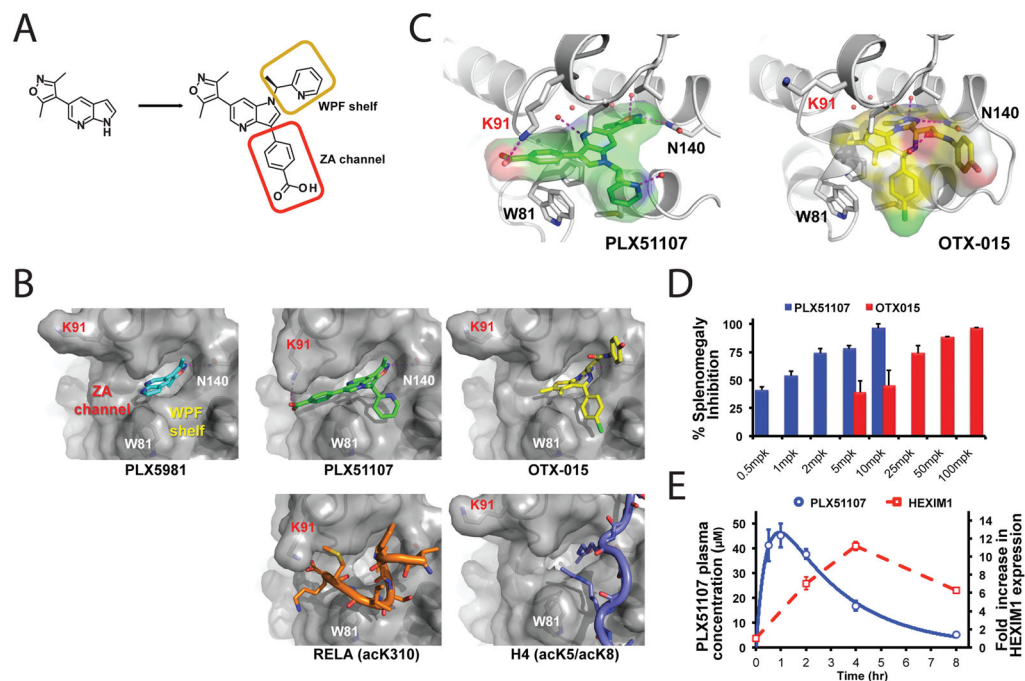 A
O
N
N
N
H
O
N
N
N
N
WPF shelf
ZA channel
O
O H
C
K91
N140
W81
PLX51107
K91
N140
W81
OTX-015
B
K91
ZA
channel
N140
WPF
shelf
W81
PLX5981
K91
N140
W81
PLX51107
K91
W81
OTX-015
K91
W81
RELA (acK310)
K91
W81
H4 (acK5/acK8)
D
PLX51107 OTX015
% Splenomegaly
Inhibition
100
75
50
25
0
0.5mpk 1mpk 2mpk 5mpk 10mpk 25mpk 50mpk 100mpk
E
PLX51107 HEXIM1
PLX51107 plasma
concentration (µM)
50
40
30
20
10
0
0 1 2 3 4 5 6 7 8
Time (hr)
14
12
10
8
6
4
2
0
Fold increase in
HEXIM1 expression